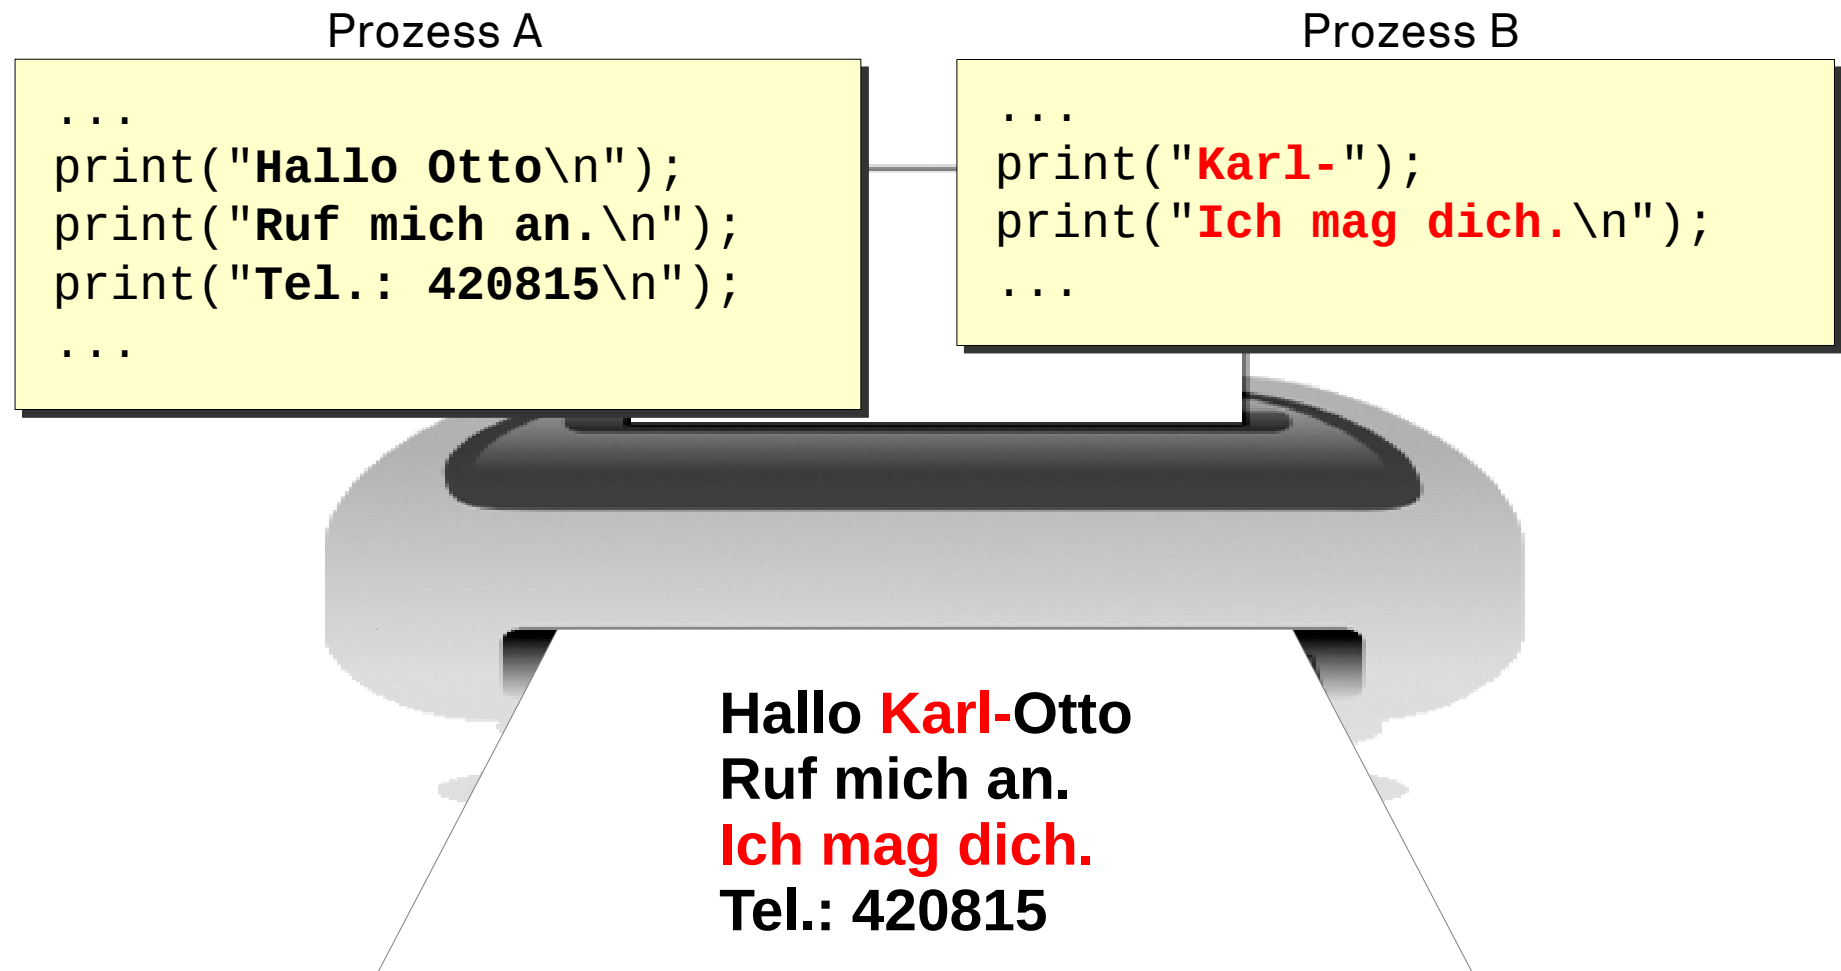 Prozess A
...
print("Hallo Otto\n");
print("Ruf mich an.\n");
print("Tel.: 420815\n");
...
Prozess B
...
print("Karl-");
print("Ich mag dich.\n");
...
Hallo Karl-Otto
Ruf mich an.
Ich mag dich.
Tel.: 420815